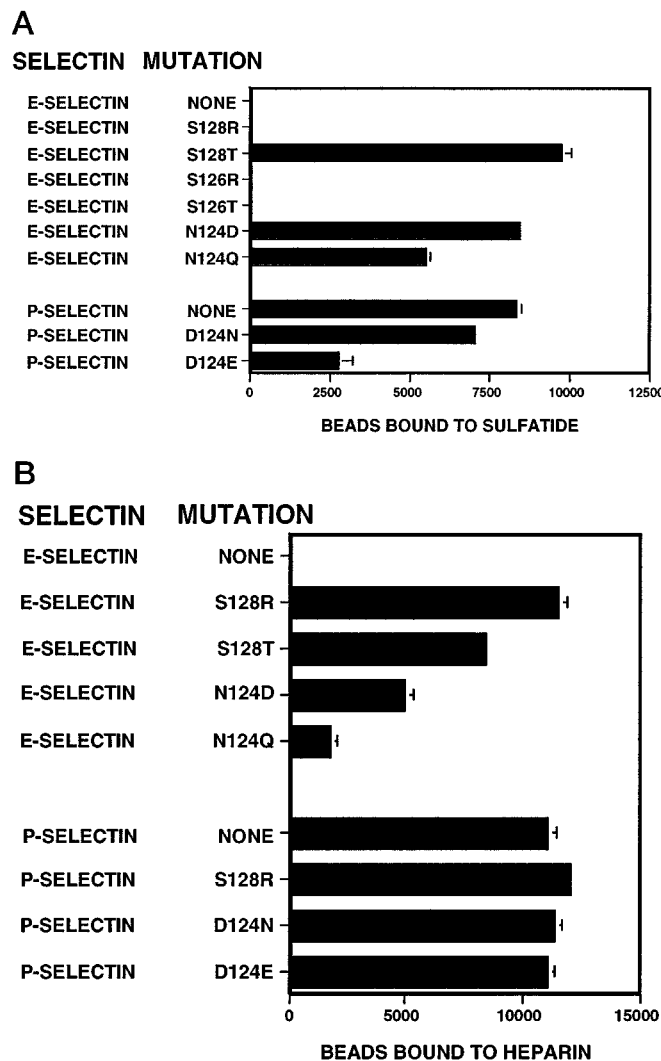 A
SELECTIN MUTATION
E-SELECTIN NONE
E-SELECTIN S128R
E-SELECTIN S128T
E-SELECTIN S126R
E-SELECTIN S126T
E-SELECTIN N124D
E-SELECTIN N124Q
P-SELECTIN NONE
P-SELECTIN D124N
P-SELECTIN D124E
0 2500 5000 7500 10000 12500
BEADS BOUND TO SULFATIDE
B
SELECTIN MUTATION
E-SELECTIN NONE
E-SELECTIN S128R
E-SELECTIN S128T
E-SELECTIN N124D
E-SELECTIN N124Q
P-SELECTIN NONE
P-SELECTIN S128R
P-SELECTIN D124N
P-SELECTIN D124E
0 5000 10000 15000
BEADS BOUND TO HEPARIN